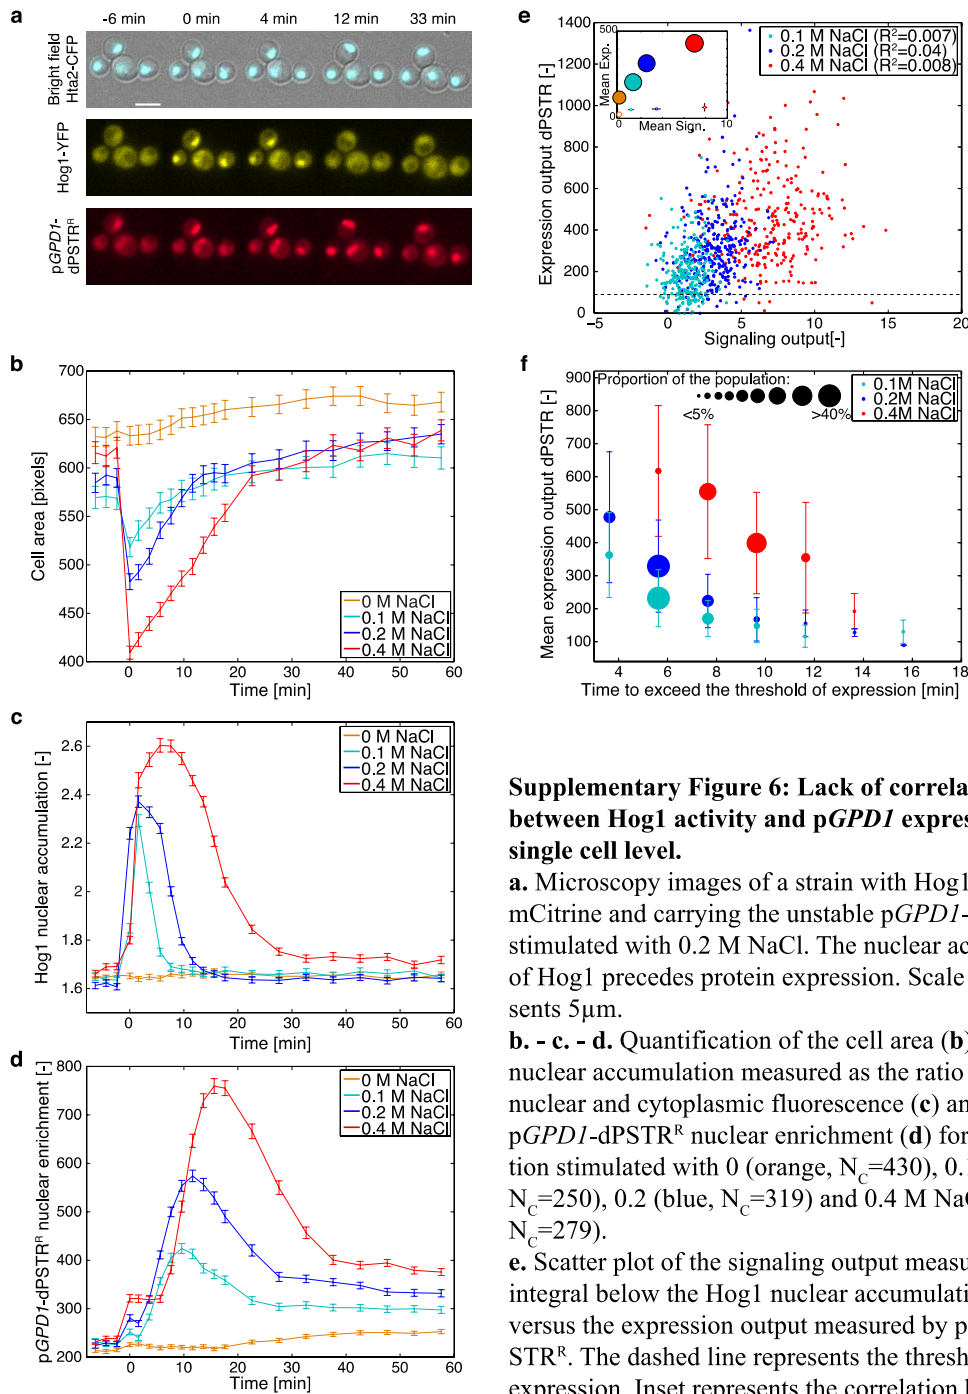 a
-6 min 0 min 4 min 12 min 33 min
Bright field
Hta2-CFP
Hog1-YFP
pGPD1-
dPSTRᴿ
b
700
650
600
550
500
450
400
Cell area [pixels]
0 M NaCl
0.1 M NaCl
0.2 M NaCl
0.4 M NaCl
0 10 20 30 40 50 60
Time [min]
c
2.6
2.4
2.2
2
1.8
1.6
Hog1 nuclear accumulation [-]
0 M NaCl
0.1 M NaCl
0.2 M NaCl
0.4 M NaCl
0 10 20 30 40 50 60
Time [min]
d
800
700
600
500
400
300
200
pGPD1-dPSTRᴿ nuclear enrichment [-]
0 M NaCl
0.1 M NaCl
0.2 M NaCl
0.4 M NaCl
0 10 20 30 40 50 60
Time [min]
e
1400
1200
1000
800
600
400
200
0
Expression output dPSTR [-]
500
0
Mean Exp.
0 10
Mean Sign.
0.1 M NaCl (R²=0.007)
0.2 M NaCl (R²=0.04)
0.4 M NaCl (R²=0.008)
-5 0 5 10 15 20
Signaling output[-]
f
900
800
700
600
500
400
300
200
100
Mean expression output dPSTR [-]
Proportion of the population:
<5% >40%
0.1M NaCl
0.2M NaCl
0.4M NaCl
4 6 8 10 12 14 16 18
Time to exceed the threshold of expression [min]
Supplementary Figure 6: Lack of correla
between Hog1 activity and pGPD1 expres
single cell level.
a. Microscopy images of a strain with Hog1
mCitrine and carrying the unstable pGPD1-
stimulated with 0.2 M NaCl. The nuclear ac
of Hog1 precedes protein expression. Scale
sents 5µm.
b. - c. - d. Quantification of the cell area (b)
nuclear accumulation measured as the ratio
nuclear and cytoplasmic fluorescence (c) an
pGPD1-dPSTRᴿ nuclear enrichment (d) for
tion stimulated with 0 (orange, N_C=430), 0.1
N_C=250), 0.2 (blue, N_C=319) and 0.4 M NaC
N_C=279).
e. Scatter plot of the signaling output measu
integral below the Hog1 nuclear accumulati
versus the expression output measured by p
STRᴿ. The dashed line represents the thresh
expression. Inset represents the correlation